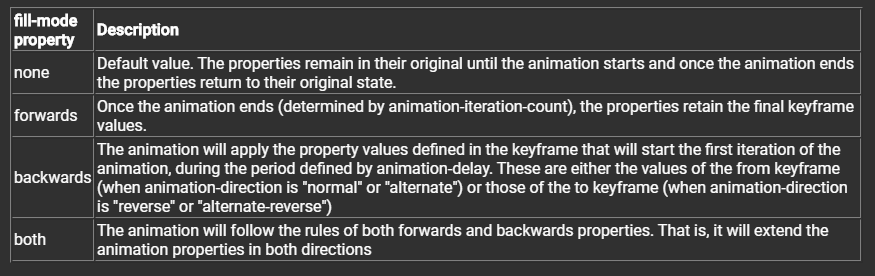 fill-mode
property
Description
none
Default value. The properties remain in their original until the animation starts and once the animation ends
the properties return to their original state.
forwards
Once the animation ends (determined by animation-iteration-count), the properties retain the final keyframe
values.
backwards
The animation will apply the property values defined in the keyframe that will start the first iteration of the
animation, during the period defined by animation-delay. These are either the values of the from keyframe
(when animation-direction is "normal" or "alternate") or those of the to keyframe (when animation-direction
is "reverse" or "alternate-reverse")
both
The animation will follow the rules of both forwards and backwards properties. That is, it will extend the
animation properties in both directions